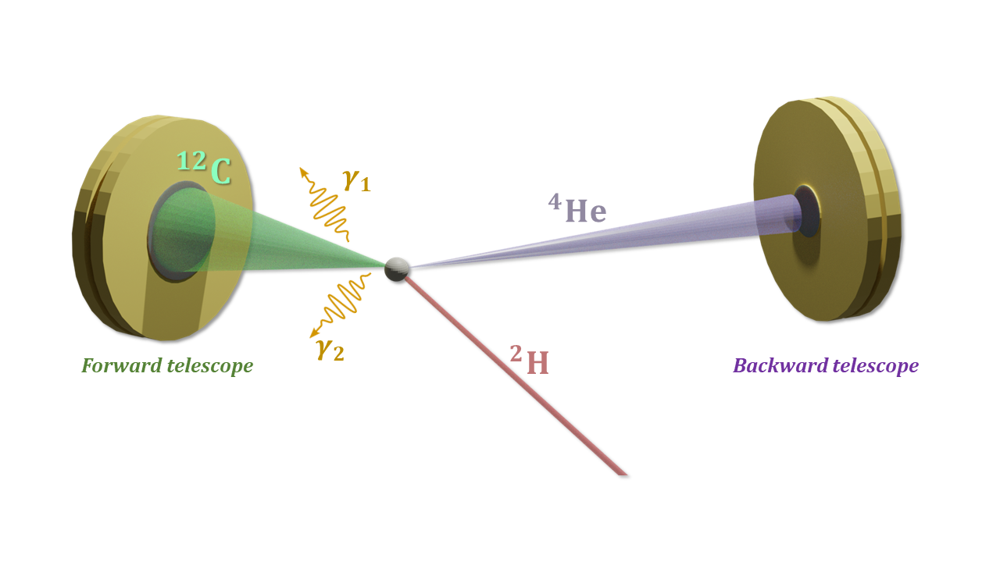 ¹²C
γ₁
⁴He
γ₂
²H
Forward telescope
Backward telescope